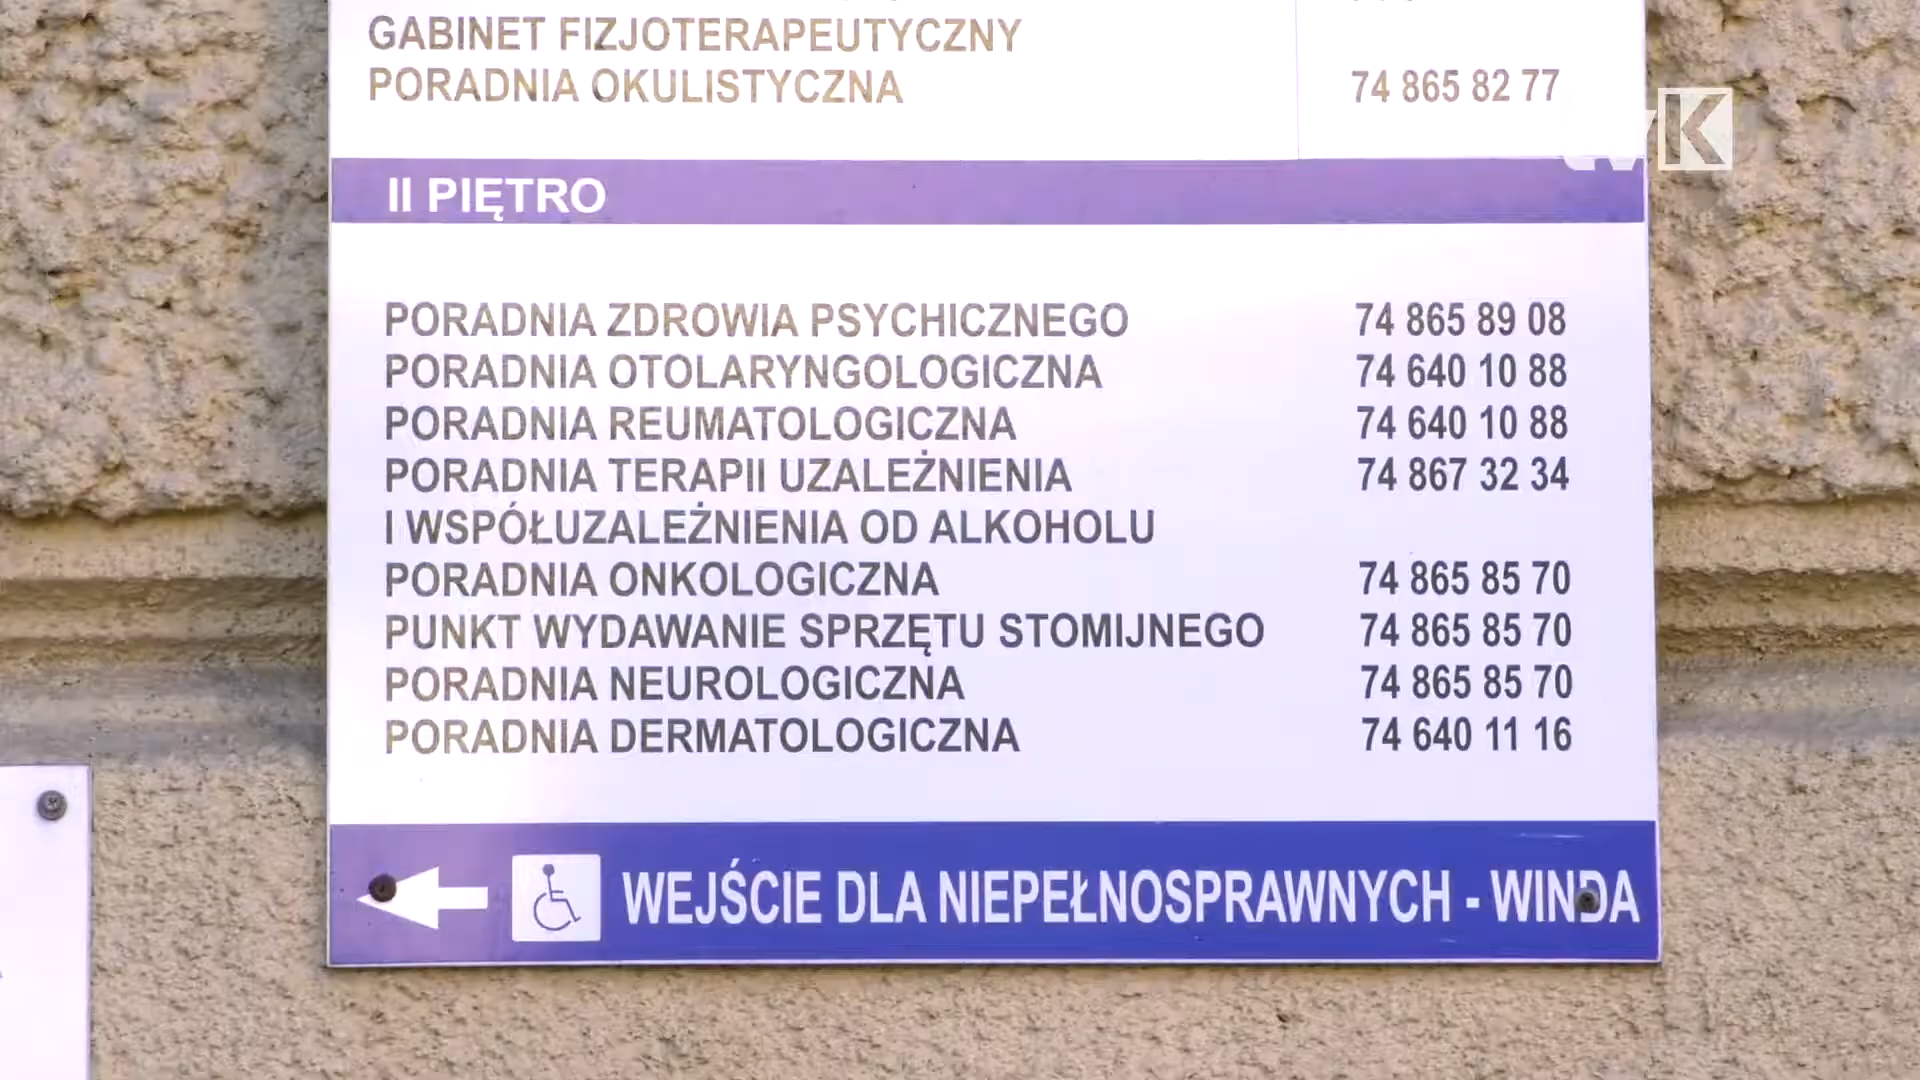 GABINET FIZJOTERAPEUTYCZNY
PORADNIA OKULISTYCZNA 74 865 82 77
tvK
II PIĘTRO
PORADNIA ZDROWIA PSYCHICZNEGO 74 865 89 08
PORADNIA OTOLARYNGOLOGICZNA 74 640 10 88
PORADNIA REUMATOLOGICZNA 74 640 10 88
PORADNIA TERAPII UZALEŻNIENIA 74 867 32 34
I WSPÓŁUZALEŻNIENIA OD ALKOHOLU
PORADNIA ONKOLOGICZNA 74 865 85 70
PUNKT WYDAWANIE SPRZĘTU STOMIJNEGO 74 865 85 70
PORADNIA NEUROLOGICZNA 74 865 85 70
PORADNIA DERMATOLOGICZNA 74 640 11 16
WEJŚCIE DLA NIEPEŁNOSPRAWNYCH - WINDA